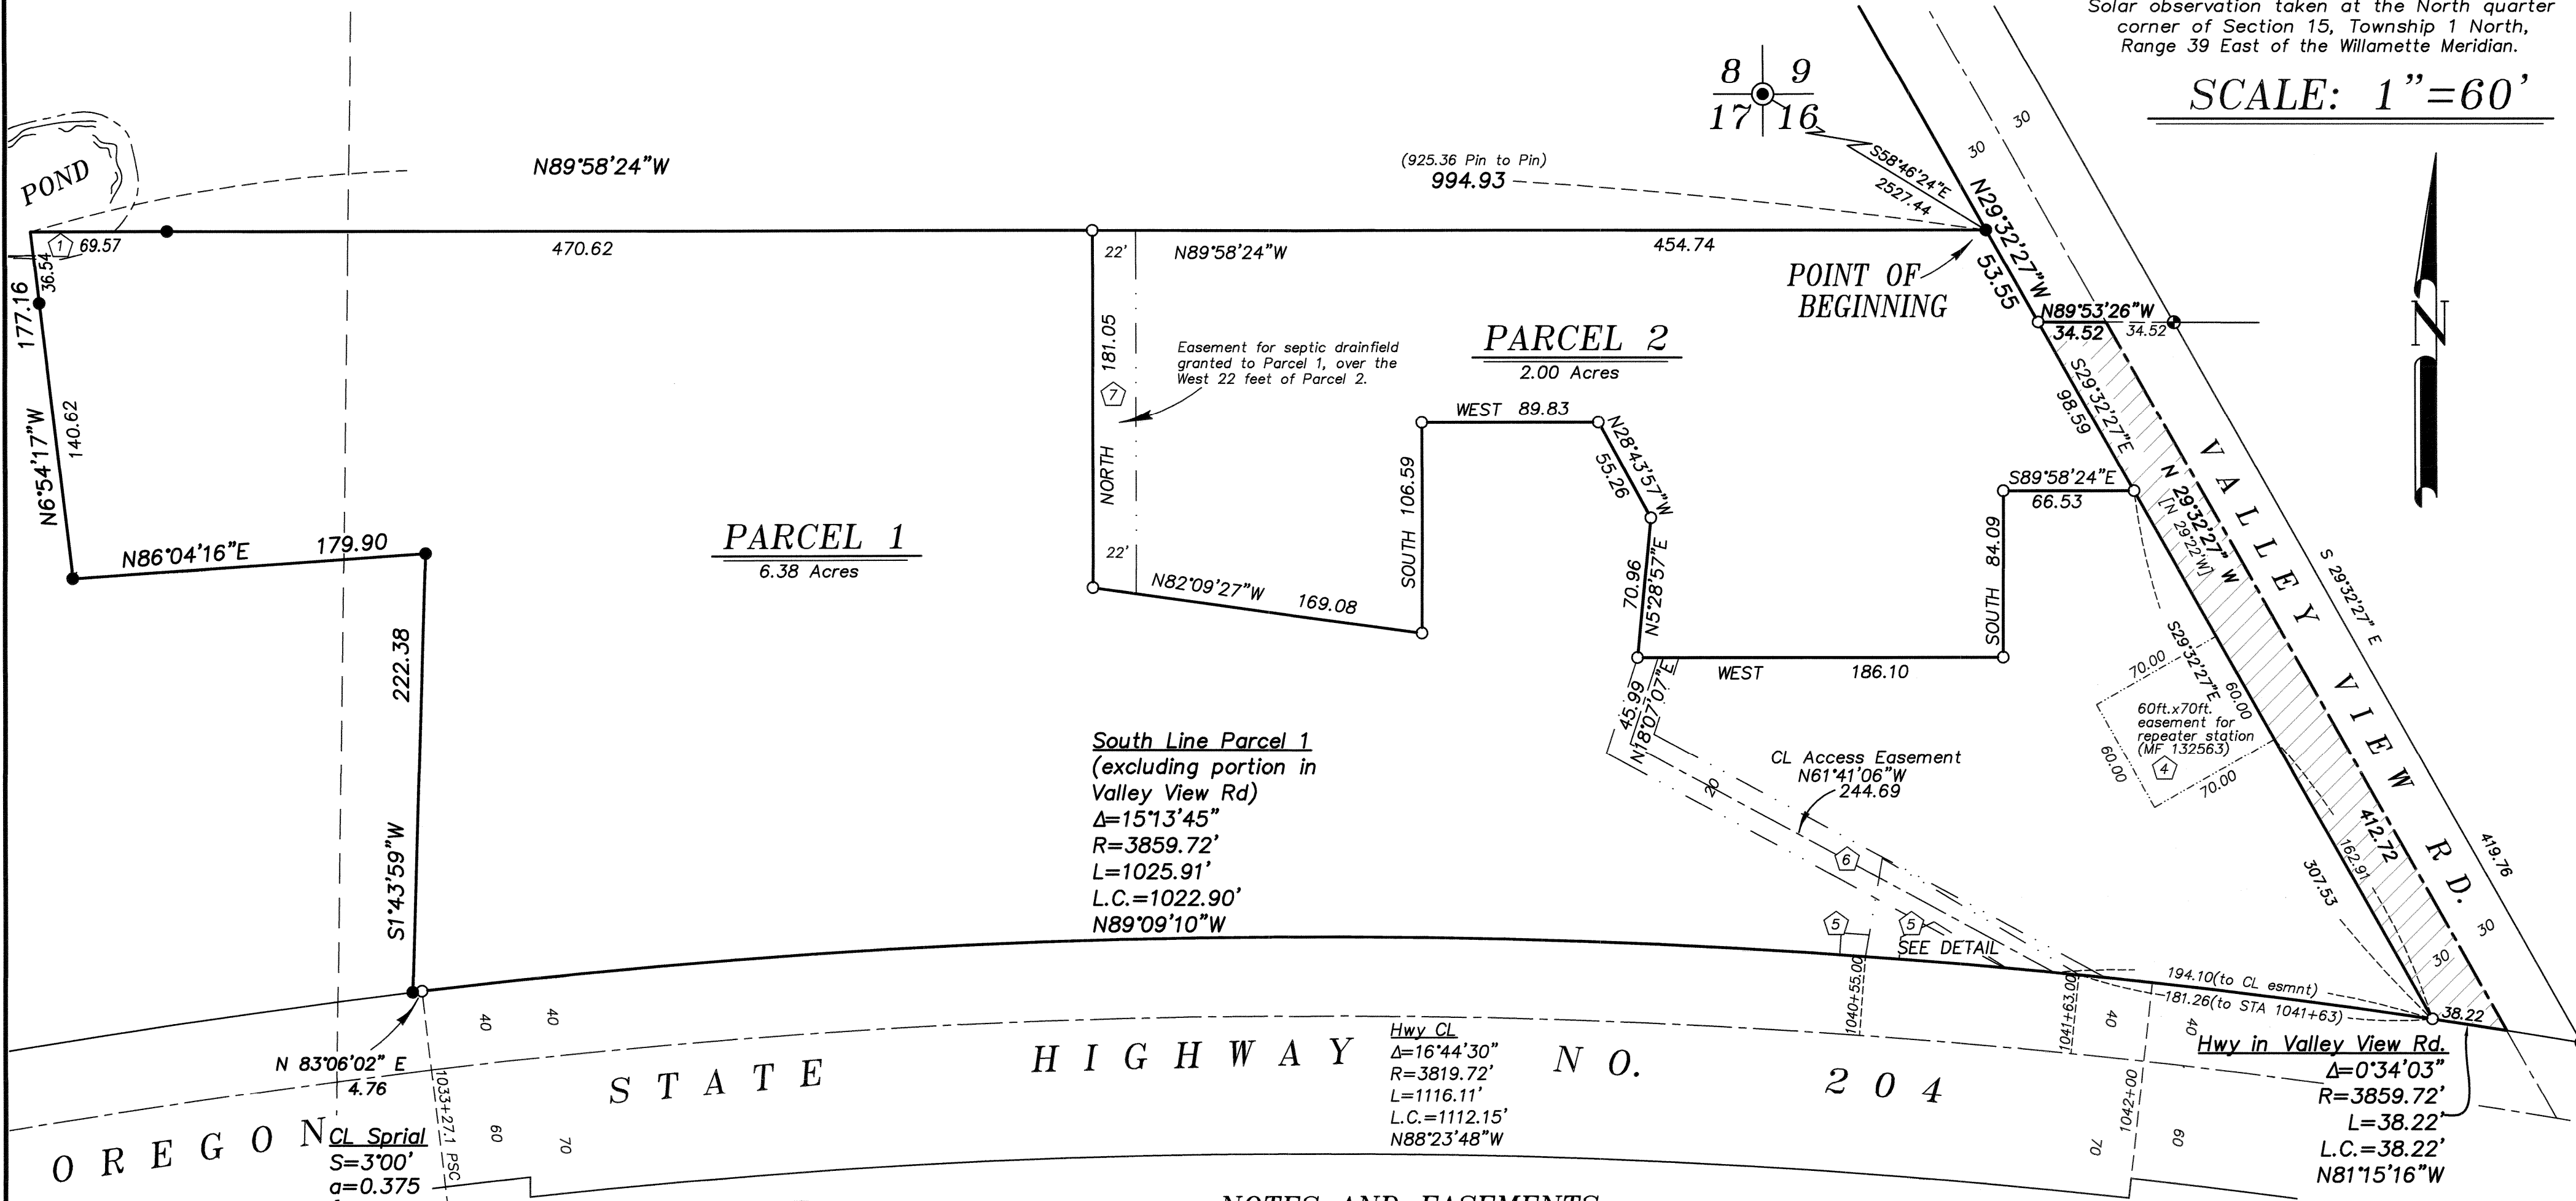 Solar observation taken at the North quarter
corner of Section 15, Township 1 North,
Range 39 East of the Willamette Meridian.
SCALE: 1"=60'
8 9
17 16
S58°46'24"E
2527.44
POND
N89°58'24"W
(925.36 Pin to Pin)
994.93
1
69.57
470.62
22'
N89°58'24"W
454.74
POINT OF
BEGINNING
30
30
N29°32'27"W
53.55
N89°53'26"W
34.52
34.52
N
36.54
177.16
N6°54'17"W
140.62
NORTH 181.05
7
Easement for septic drainfield
granted to Parcel 1, over the
West 22 feet of Parcel 2.
PARCEL 2
2.00 Acres
WEST 89.83
N28°43'57"W
55.26
SOUTH 106.59
S29°32'27"E
98.59
S89°58'24"E
66.53
SOUTH 84.09
N 29°32'27" W
[N 29°22'W]
VALLEY VIEW RD.
S 29°32'27" E
419.76
N86°04'16"E 179.90
PARCEL 1
6.38 Acres
22'
N82°09'27"W 169.08
70.96
N5°28'57"E
WEST 186.10
45.99
N18°07'07"E
S29°32'27"E
70.00
60.00
60ft.x70ft.
easement for
repeater station
(MF 132563)
4
60.00
70.00
222.38
S1°43'59"W
South Line Parcel 1
(excluding portion in
Valley View Rd)
Δ=15°13'45"
R=3859.72'
L=1025.91'
L.C.=1022.90'
N89°09'10"W
20
CL Access Easement
N61°41'06"W
244.69
6
5
5
SEE DETAIL
412.72
162.91
307.53
30
30
194.10(to CL esmnt)
181.26(to STA 1041+63)
38.22
1040+55.00
1041+63.00
40
40
40
40
N 83°06'02" E
4.76
1033+27.1 PSC
OREGON STATE HIGHWAY NO. 204
Hwy CL
Δ=16°44'30"
R=3819.72'
L=1116.11'
L.C.=1112.15'
N88°23'48"W
1042+00
60
70
70
60
Hwy in Valley View Rd.
Δ=0°34'03"
R=3859.72'
L=38.22'
L.C.=38.22'
N81°15'16"W
CL Sprial
S=3°00'
a=0.375
NOTES AND EASEMENTS